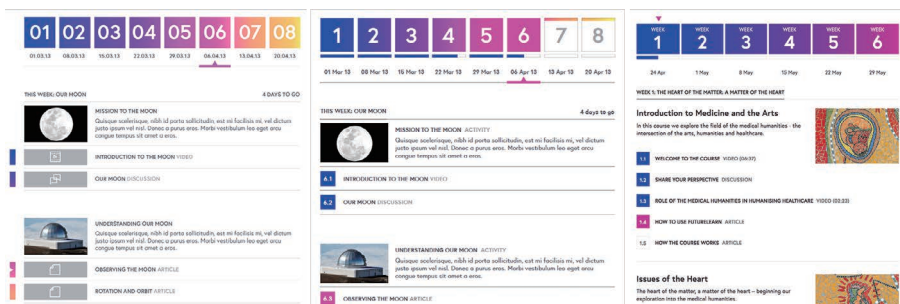 01 02 03 04 05 06 07 08
01.03.13 08.03.13 15.03.13 22.03.13 29.03.13 06.04.13 13.04.13 20.04.13
THIS WEEK: OUR MOON 4 DAYS TO GO
MISSION TO THE MOON
Quisque scelerisque, nibh id porta sollicitudin, est mi facilisis mi, vel dictum
justo ipsum vel nisl. Donec a purus eros. Morbi vestibulum leo eget arcu
congue tempus sit amet a eros.
INTRODUCTION TO THE MOON VIDEO
OUR MOON DISCUSSION
UNDERSTANDING OUR MOON
Quisque scelerisque, nibh id porta sollicitudin, est mi facilisis mi, vel dictum
justo ipsum vel nisl. Donec a purus eros. Morbi vestibulum leo eget arcu
congue tempus sit amet a eros.
OBSERVING THE MOON ARTICLE
ROTATION AND ORBIT ARTICLE
1 2 3 4 5 6 7 8
01 Mar 13 08 Mar 13 15 Mar 13 22 Mar 13 29 Mar 13 06 Apr 13 13 Apr 13 20 Apr 13
THIS WEEK: OUR MOON 4 days to go
MISSION TO THE MOON ACTIVITY
Quisque scelerisque, nibh id porta sollicitudin, est mi facilisis mi, vel dictum
justo ipsum vel nisl. Donec a purus eros. Morbi vestibulum leo eget arcu
congue tempus sit amet a eros.
6.1 INTRODUCTION TO THE MOON VIDEO
6.2 OUR MOON DISCUSSION
UNDERSTANDING OUR MOON ACTIVITY
Quisque scelerisque, nibh id porta sollicitudin, est mi facilisis mi, vel dictum
justo ipsum vel nisl. Donec a purus eros. Morbi vestibulum leo eget arcu
congue tempus sit amet a eros.
6.3 OBSERVING THE MOON ARTICLE
WEEK WEEK WEEK WEEK WEEK WEEK
1 2 3 4 5 6
24 Apr 1 May 8 May 15 May 22 May 29 May
WEEK 1: THE HEART OF THE MATTER; A MATTER OF THE HEART
Introduction to Medicine and the Arts
In this course we explore the field of the medical humanities - the
intersection of the arts, humanities and healthcare.
1.1 WELCOME TO THE COURSE VIDEO (06:37)
1.2 SHARE YOUR PERSPECTIVE DISCUSSION
1.3 ROLE OF THE MEDICAL HUMANITIES IN HUMANISING HEALTHCARE VIDEO (02:33)
1.4 HOW TO USE FUTURELEARN ARTICLE
1.5 HOW THE COURSE WORKS ARTICLE
Issues of the Heart
The heart of the matter, a matter of the heart – beginning our
exploration into the medical humanities.